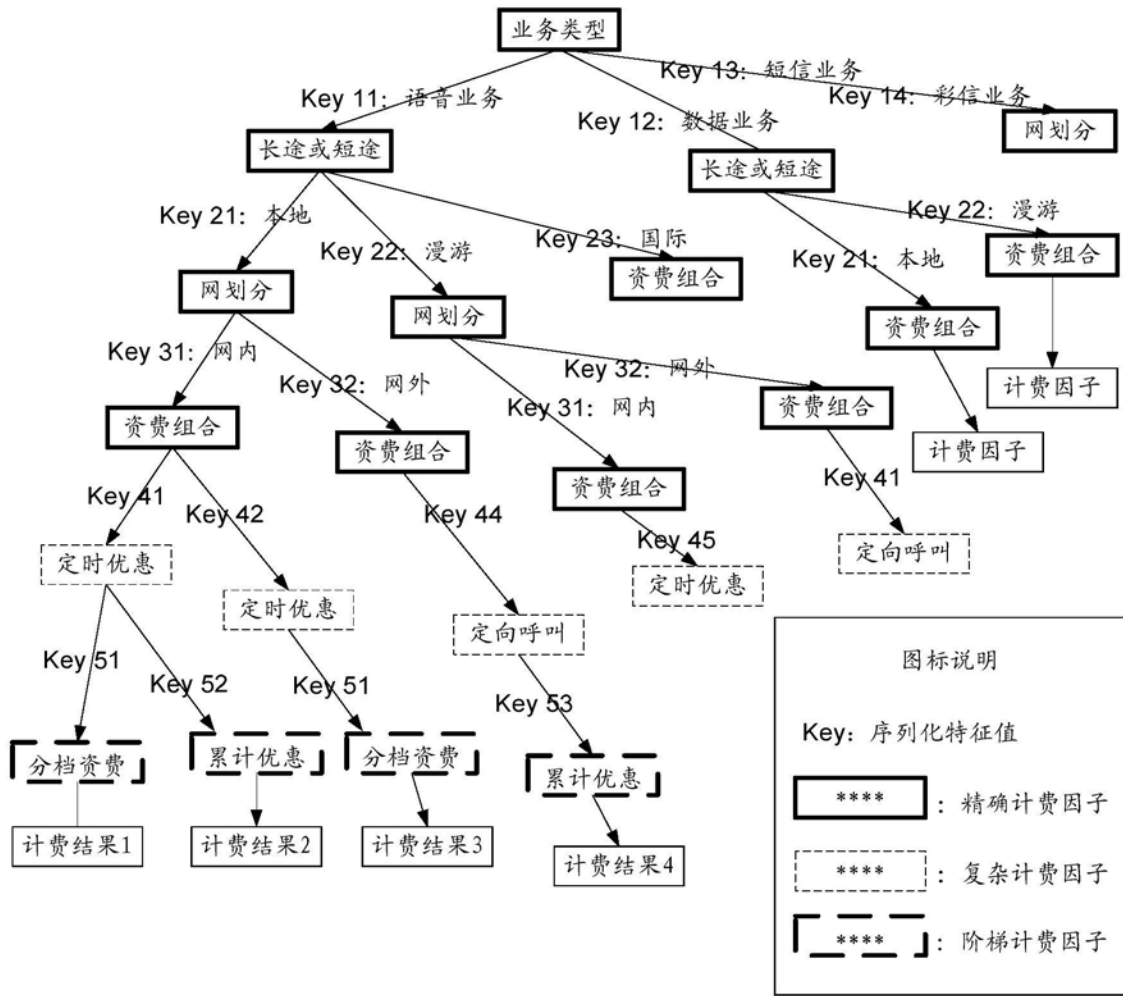 业务类型
Key 13: 短信业务
Key 11: 语音业务
Key 14: 彩信业务
Key 12: 数据业务
网划分
长途或短途
长途或短途
Key 21: 本地
Key 22: 漫游
Key 23: 国际
Key 22: 漫游
Key 21: 本地
资费组合
资费组合
网划分
网划分
资费组合
Key 31: 网内
Key 32: 网外
Key 32: 网外
Key 31: 网内
计费因子
资费组合
资费组合
资费组合
计费因子
资费组合
Key 41
Key 42
Key 44
Key 41
Key 45
定时优惠
定向呼叫
定时优惠
定时优惠
定向呼叫
Key 51
Key 52
Key 51
Key 53
分档资费
累计优惠
分档资费
累计优惠
计费结果1
计费结果2
计费结果3
计费结果4
图标说明
Key: 序列化特征值
****
: 精确计费因子
****
: 复杂计费因子
****
: 阶梯计费因子